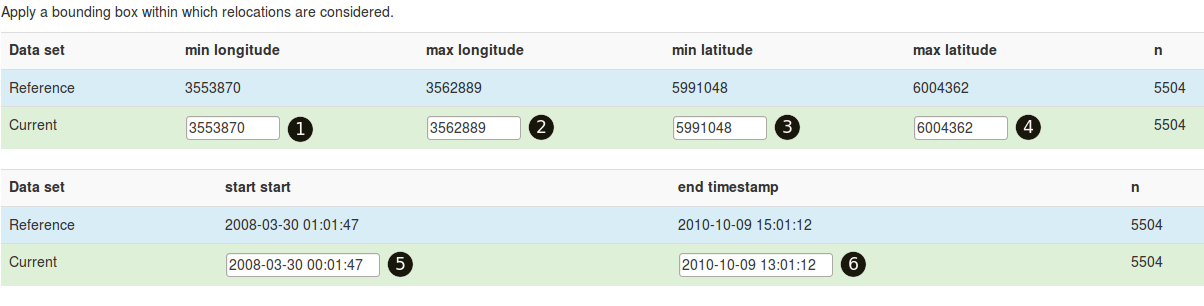 Apply a bounding box within which relocations are considered.
Data set min longitude max longitude min latitude max latitude n
Reference 3553870 3562889 5991048 6004362 5504
Current 3553870 1 3562889 2 5991048 3 6004362 4 5504
Data set start start end timestamp n
Reference 2008-03-30 01:01:47 2010-10-09 15:01:12 5504
Current 2008-03-30 00:01:47 5 2010-10-09 13:01:12 6 5504